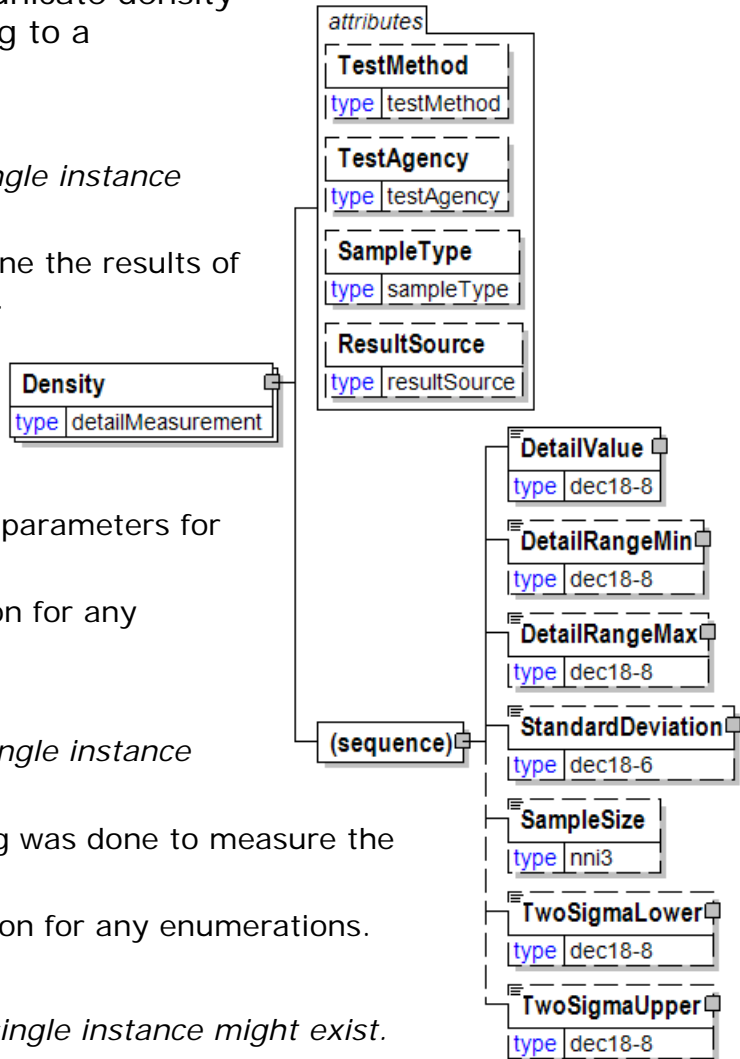 unicate density
g to a
ngle instance
ne the results of
parameters for
on for any
ngle instance
g was done to measure the
on for any enumerations.
single instance might exist.
attributes
TestMethod
type testMethod
TestAgency
type testAgency
SampleType
type sampleType
ResultSource
type resultSource
Density
type detailMeasurement
(sequence)
DetailValue
type dec18-8
DetailRangeMin
type dec18-8
DetailRangeMax
type dec18-8
StandardDeviation
type dec18-6
SampleSize
type nni3
TwoSigmaLower
type dec18-8
TwoSigmaUpper
type dec18-8